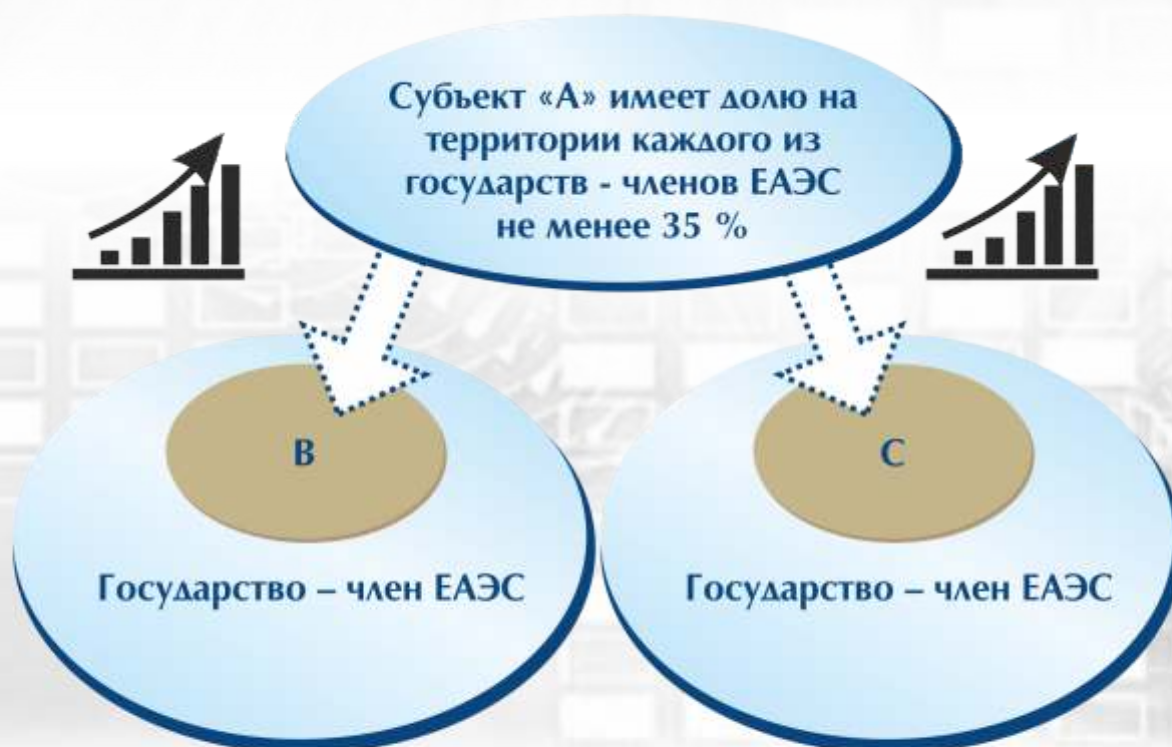 Субъект «А» имеет долю на
территории каждого из
государств - членов ЕАЭС
не менее 35 %
В
С
Государство – член ЕАЭС
Государство – член ЕАЭС